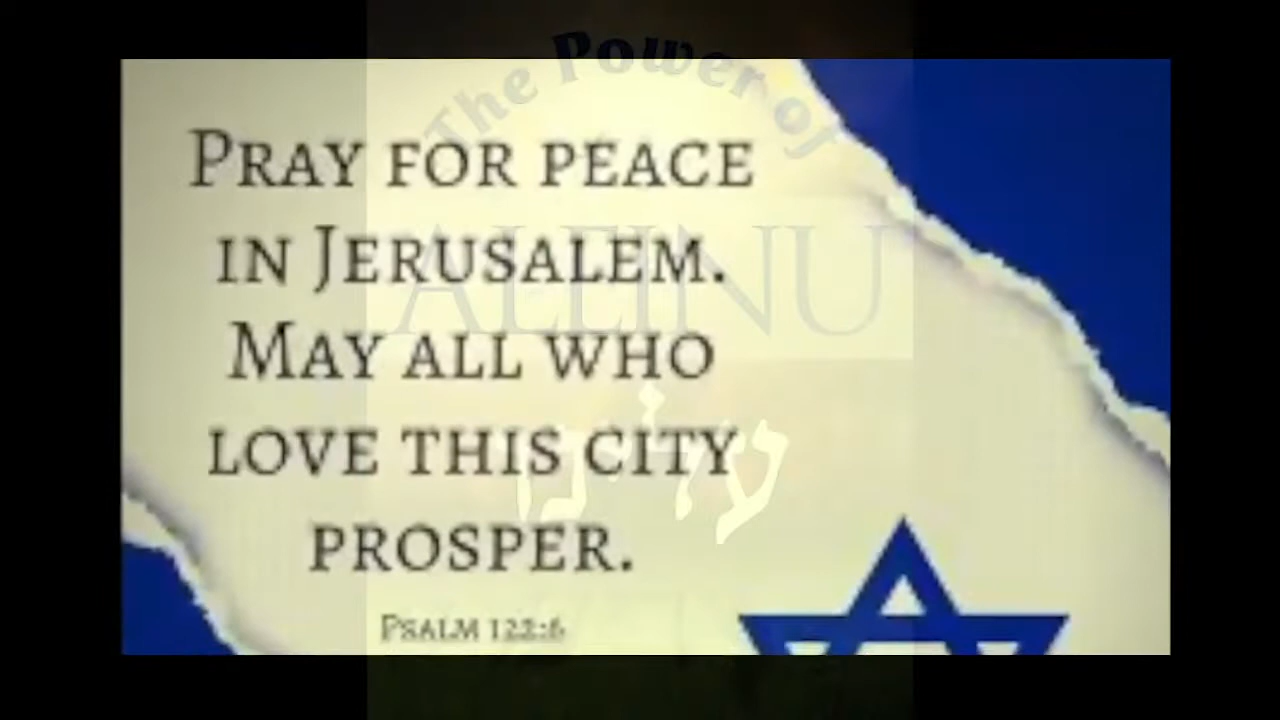 The Power of
PRAY FOR PEACE
IN JERUSALEM.
ALEINU
MAY ALL WHO
LOVE THIS CITY
עלינו
PROSPER.
PSALM 122:6